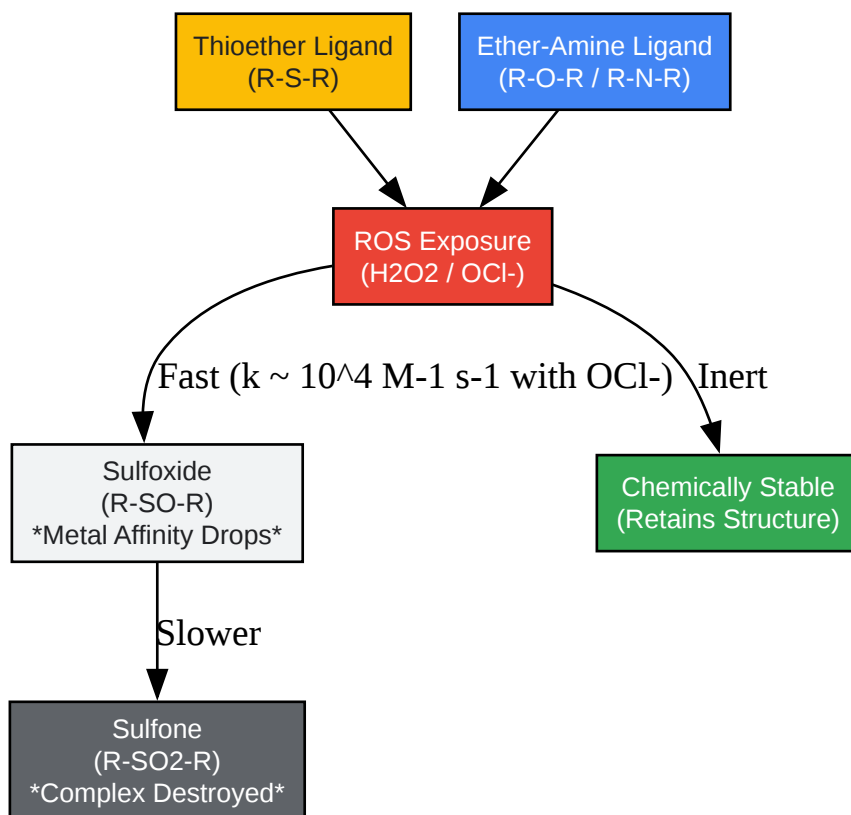 Thioether Ligand
(R-S-R)
Ether-Amine Ligand
(R-O-R / R-N-R)
ROS Exposure
(H2O2 / OCl-)
Fast (k ~ 10^4 M-1 s-1 with OCl-)
Inert
Sulfoxide
(R-SO-R)
*Metal Affinity Drops*
Chemically Stable
(Retains Structure)
Slower
Sulfone
(R-SO2-R)
*Complex Destroyed*